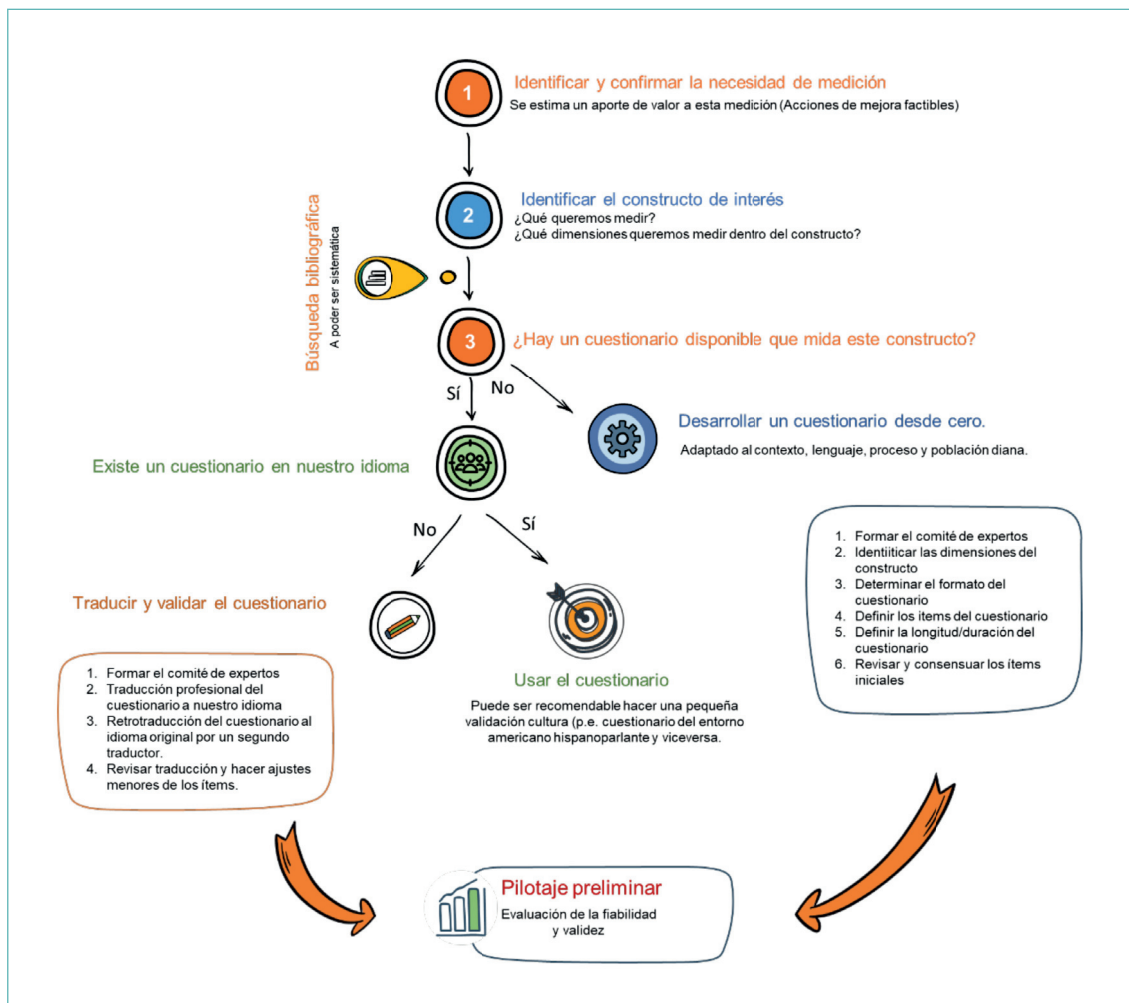 1
Identificar y confirmar la necesidad de medición
Se estima un aporte de valor a esta medición (Acciones de mejora factibles)
2
Identificar el constructo de interés
¿Qué queremos medir?
¿Qué dimensiones queremos medir dentro del constructo?
Búsqueda bibliográfica
A poder ser sistemática
3
¿Hay un cuestionario disponible que mida este constructo?
Sí
No
Desarrollar un cuestionario desde cero.
Adaptado al contexto, lenguaje, proceso y población diana.
Existe un cuestionario en nuestro idioma
No
Sí
1. Formar el comité de expertos
2. Identiiticar las dimensiones del
constructo
3. Determinar el formato del
cuestionario
4. Definir los items del cuestionario
5. Definir la longitud/duración del
cuestionario
6. Revisar y consensuar los ítems
iniciales
Traducir y validar el cuestionario
1. Formar el comité de expertos
2. Traducción profesional del
cuestionario a nuestro idioma
3. Retrotraducción del cuestionario al
idioma original por un segundo
traductor.
4. Revisar traducción y hacer ajustes
menores de los ítems.
Usar el cuestionario
Puede ser recomendable hacer una pequeña
validación cultura (p.e. cuestionario del entorno
americano hispanoparlante y viceversa.
Pilotaje preliminar
Evaluación de la fiabilidad
y validez